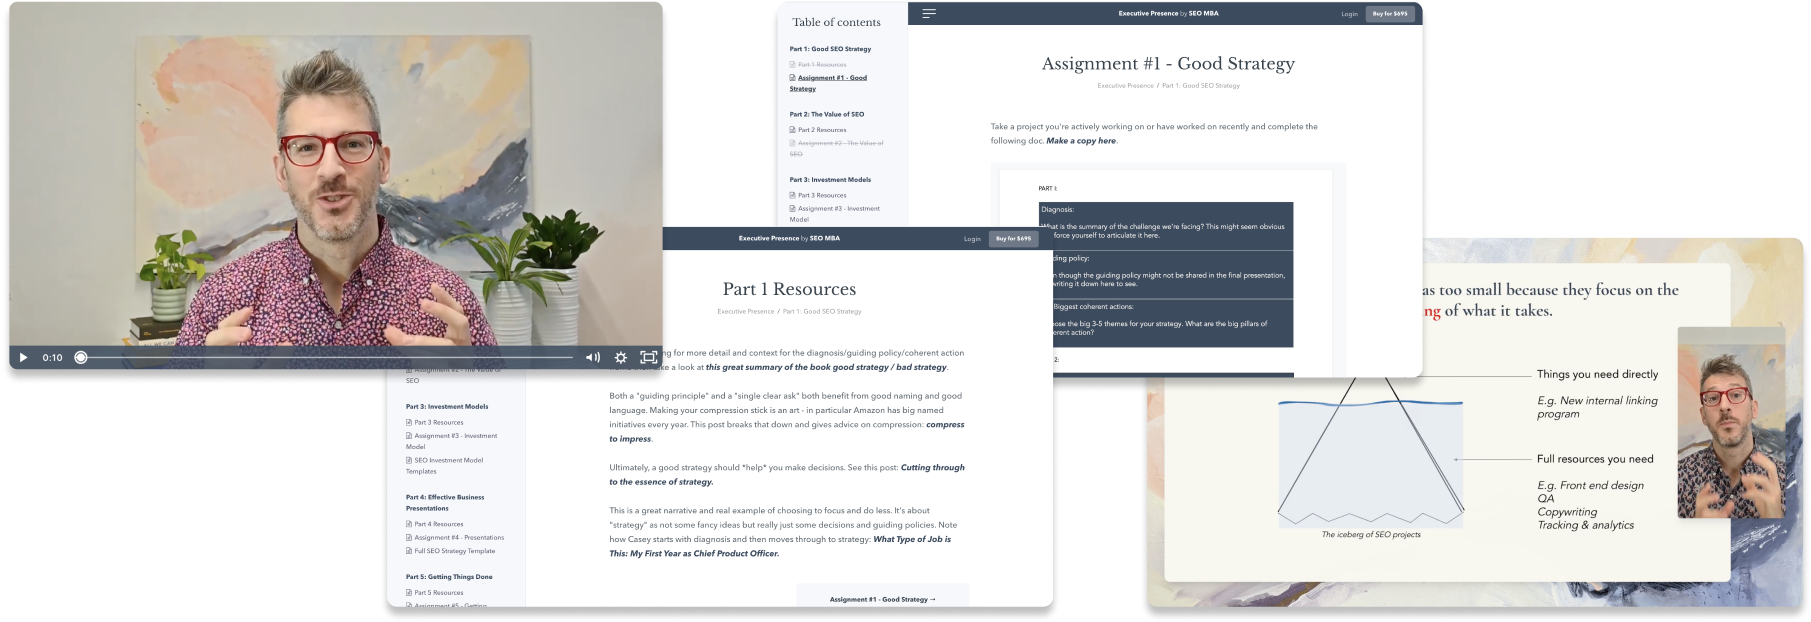 0:10
Table of contents
Part 1: Good SEO Strategy
Part 1 Resources
Assignment #1 - Good
Strategy
Part 2: The Value of SEO
Part 2 Resources
Assignment #2 - The Value of
SEO
Part 3: Investment Models
Part 3 Resources
Assignment #3 - Investment
Model
Executive Presence by SEO MBA
Login
Buy for $695
Assignment #1 - Good Strategy
Executive Presence / Part 1: Good SEO Strategy
Take a project you're actively working on or have worked on recently and complete the
following doc. Make a copy here.
PART I:
Diagnosis:
What is the summary of the challenge we're facing? This might seem obvious
force yourself to articulate it here.
ding policy:
n though the guiding policy might not be shared in the final presentation,
writing it down here to see.
Biggest coherent actions:
ose the big 3-5 themes for your strategy. What are the big pillars of
erent action?
2:
Executive Presence by SEO MBA
Login
Buy for $695
Part 1 Resources
Executive Presence / Part 1: Good SEO Strategy
ng for more detail and context for the diagnosis/guiding policy/coherent action
take a look at this great summary of the book good strategy / bad strategy.
Both a "guiding principle" and a "single clear ask" both benefit from good naming and good
language. Making your compression stick is an art - in particular Amazon has big named
initiatives every year. This post breaks that down and gives advice on compression: compress
to impress.
Ultimately, a good strategy should *help* you make decisions. See this post: Cutting through
to the essence of strategy.
This is a great narrative and real example of choosing to focus and do less. It's about
"strategy" as not some fancy ideas but really just some decisions and guiding policies. Note
how Casey starts with diagnosis and then moves through to strategy: What Type of Job is
This: My First Year as Chief Product Officer.
Assignment #1 - Good Strategy →
Assignment #2 - The Value of
SEO
Part 3: Investment Models
Part 3 Resources
Assignment #3 - Investment
Model
SEO Investment Model
Templates
Part 4: Effective Business
Presentations
Part 4 Resources
Assignment #4 - Presentations
Full SEO Strategy Template
Part 5: Getting Things Done
Part 5 Resources
Assignment #5 - Getting
as too small because they focus on the
ng of what it takes.
Things you need directly
E.g. New internal linking
program
Full resources you need
E.g. Front end design
QA
Copywriting
Tracking & analytics
The iceberg of SEO projects